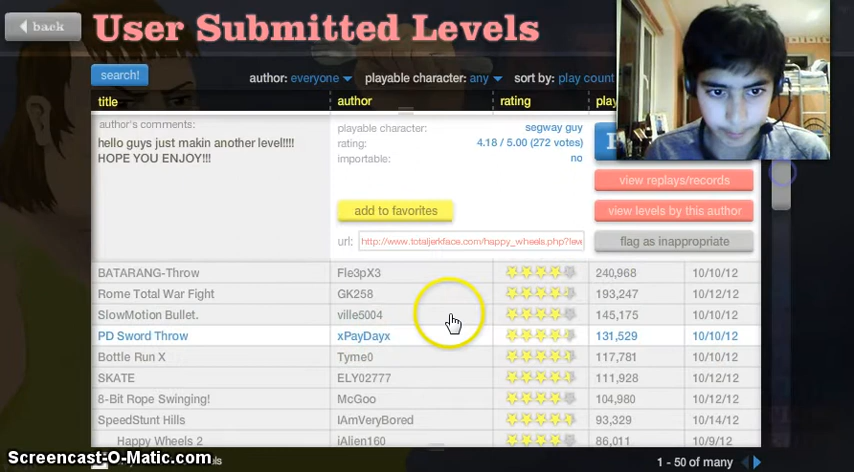 back
User Submitted Levels
search!
author: everyone
playable character: any
sort by: play count
title
author
rating
author's comments:
hello guys just makin another level!!!!
HOPE YOU ENJOY!!!
playable character: segway guy
rating: 4.18 / 5.00 (272 votes)
importable: no
add to favorites
url: http://www.totaljerkface.com/happy_wheels.php?leve
view replays/records
view levels by this author
flag as inappropriate
BATARANG-Throw Fle3pX3 240,968 10/10/12
Rome Total War Fight GK258 193,247 10/12/12
SlowMotion Bullet. ville5004 145,175 10/12/12
PD Sword Throw xPayDayx 131,529 10/10/12
Bottle Run X Tyme0 117,781 10/12/12
SKATE ELY02777 111,928 10/12/12
8-Bit Rope Swinging! McGoo 104,980 10/12/12
SpeedStunt Hills IAmVeryBored 93,329 10/14/12
Happy Wheels 2 iAlien160 86,011 10/9/12
Screencast-O-Matic.com
1 - 50 of many